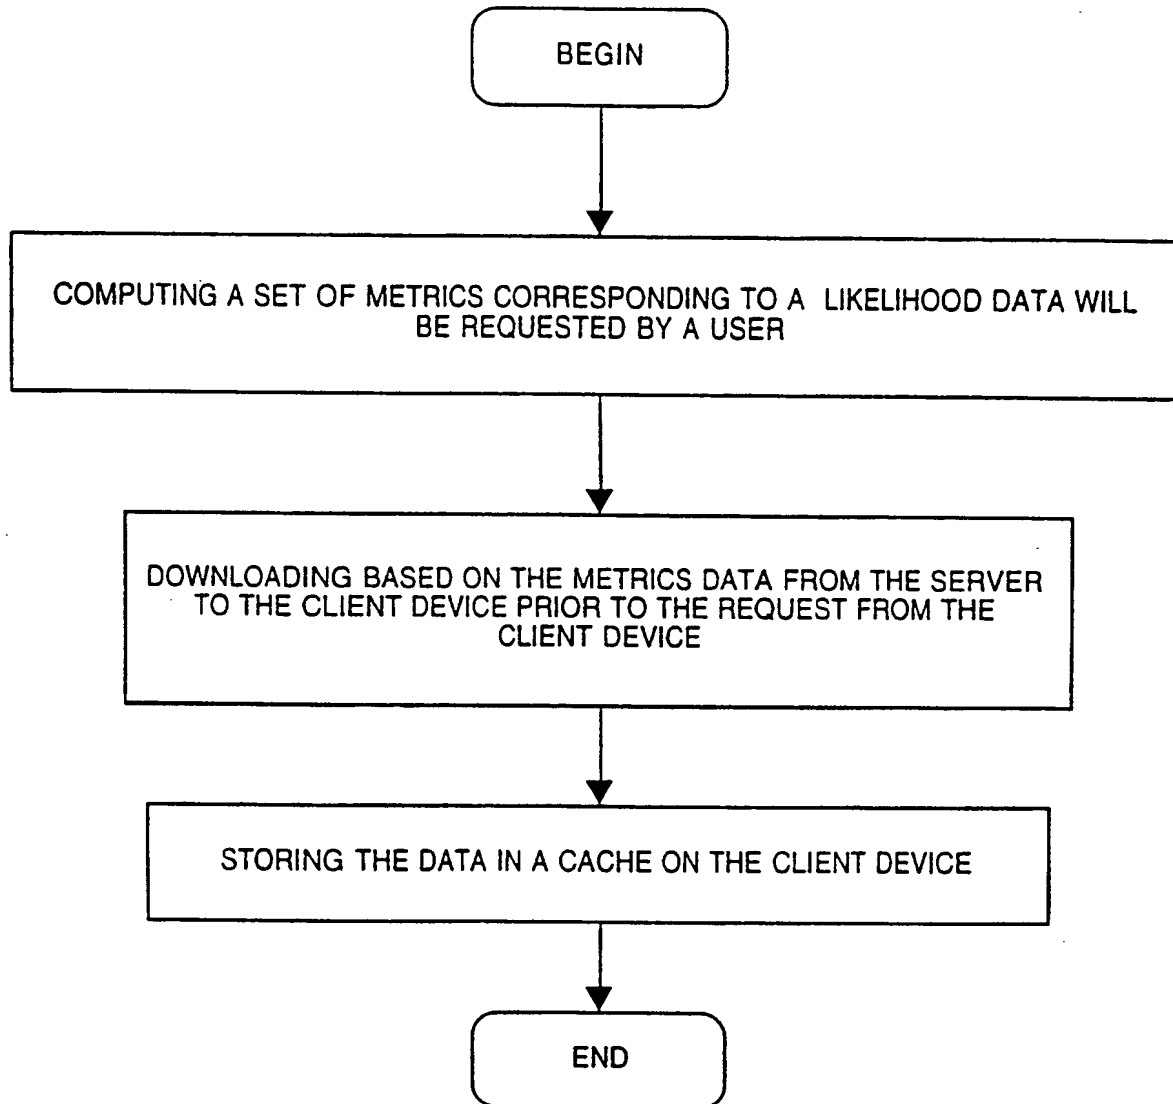 BEGIN
COMPUTING A SET OF METRICS CORRESPONDING TO A LIKELIHOOD DATA WILL
BE REQUESTED BY A USER
DOWNLOADING BASED ON THE METRICS DATA FROM THE SERVER
TO THE CLIENT DEVICE PRIOR TO THE REQUEST FROM THE
CLIENT DEVICE
STORING THE DATA IN A CACHE ON THE CLIENT DEVICE
END